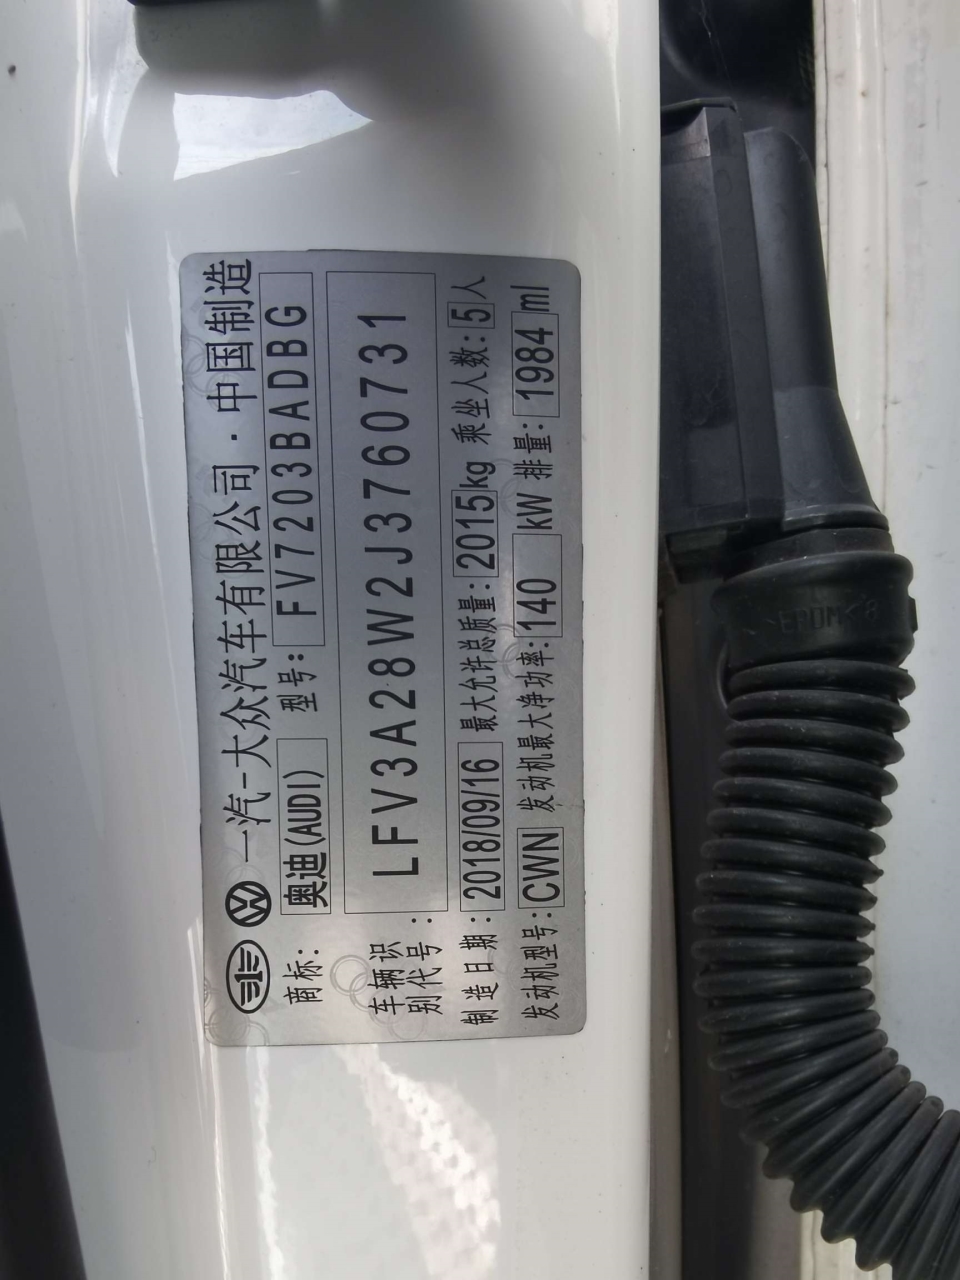 一汽-大众汽车有限公司·中国制造
商标: 奥迪(AUDI) 型号: FV7203BADBG
车辆识别代号: LFV3A28W2J3760731
制造日期: 2018/09/16 最大允许总质量: 2015kg 乘坐人数: 5人
发动机型号: CWN 发动机最大净功率: 140 kW 排量: 1984 ml
>EPDM<